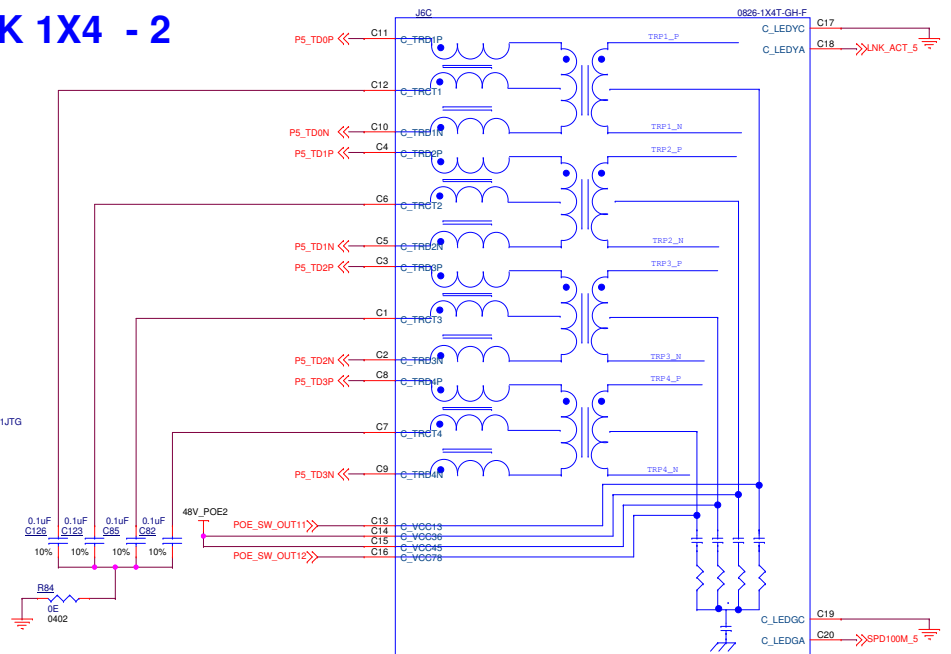 K 1X4 - 2
J6C
0826-1X4T-GH-F
P5_TD0P
C11
C_TRD1P
TRP1_P
C17
C_LEDYC
C18
C_LEDYA
LNK_ACT_5
C12
C_TRCT1
P5_TD0N
C10
C_TRD1N
TRP1_N
P5_TD1P
C4
C_TRD2P
TRP2_P
C6
C_TRCT2
P5_TD1N
C5
C_TRD2N
TRP2_N
P5_TD2P
C3
C_TRD3P
TRP3_P
C1
C_TRCT3
P5_TD2N
C2
C_TRD3N
TRP3_N
P5_TD3P
C8
C_TRD4P
TRP4_P
1JTG
C7
C_TRCT4
P5_TD3N
C9
C_TRD4N
TRP4_N
48V_POE2
0.1uF 0.1uF 0.1uF 0.1uF
C126 C123 C85 C82
10% 10% 10% 10%
POE_SW_OUT11
C13
C_VCC13
C14
C_VCC36
C15
C_VCC45
POE_SW_OUT12
C16
C_VCC78
R84
0E
0402
C19
C_LEDGC
C20
C_LEDGA
SPD100M_5